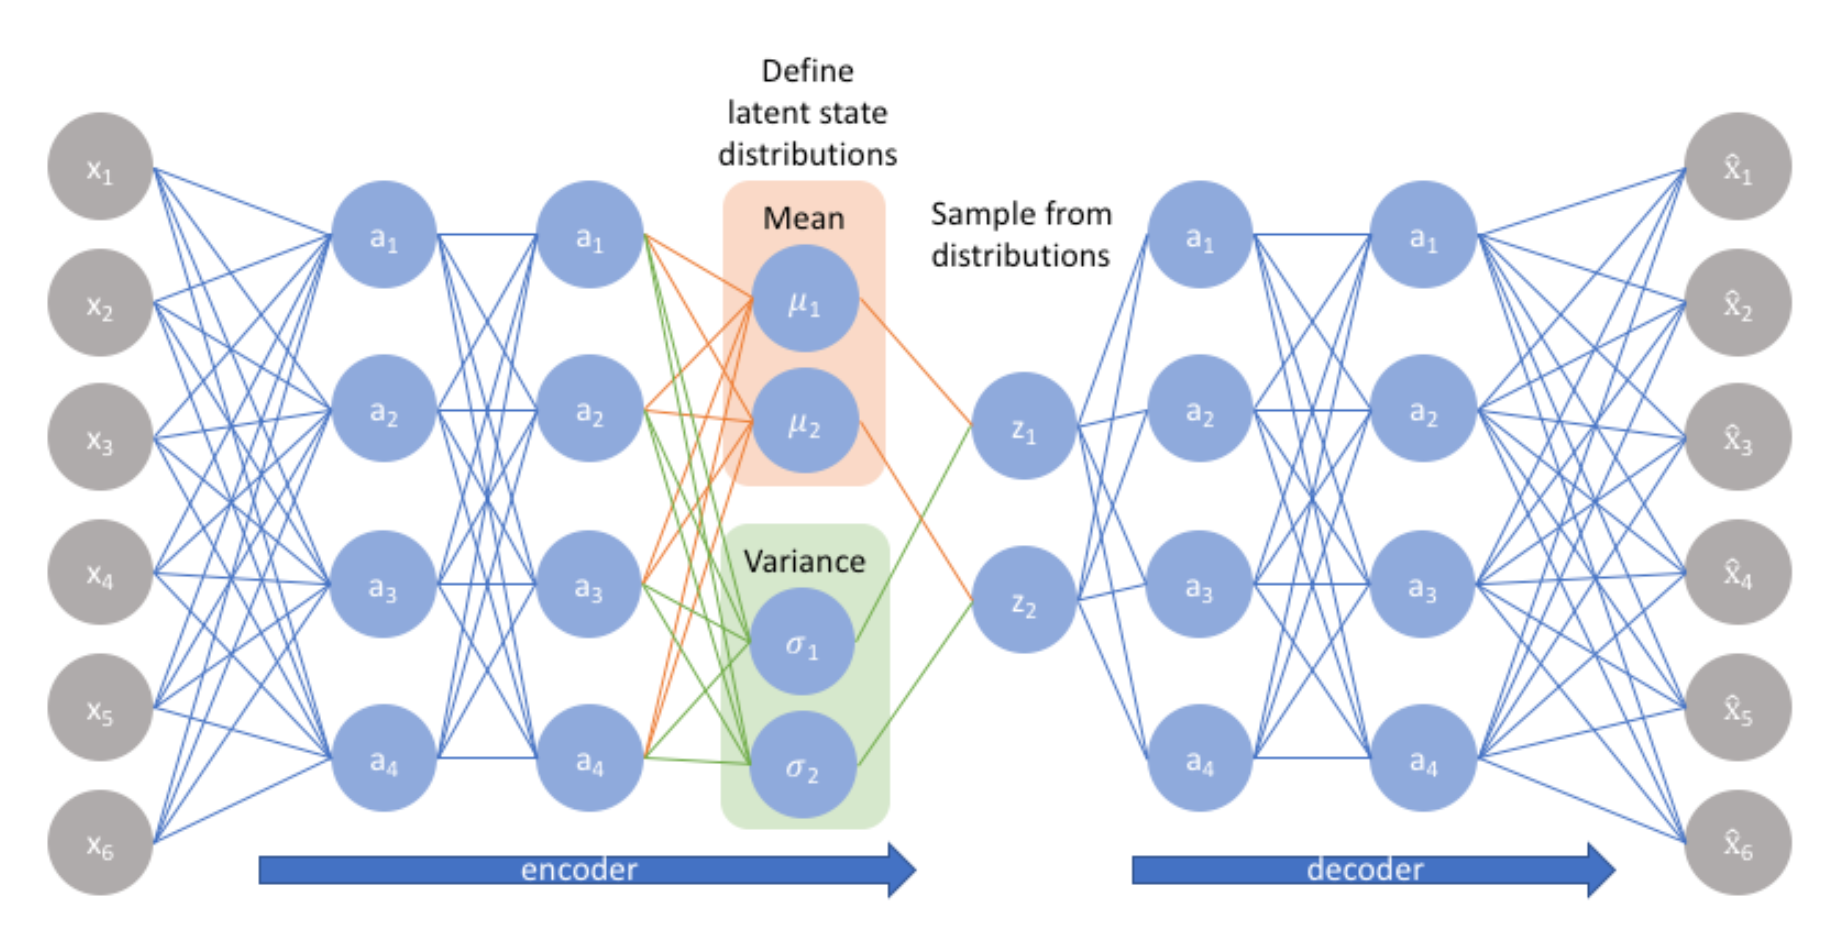 Define
latent state
distributions
Mean
Sample from
distributions
Variance
x₁
x₂
x₃
x₄
x₅
x₆
a₁
a₂
a₃
a₄
a₁
a₂
a₃
a₄
μ₁
μ₂
σ₁
σ₂
z₁
z₂
a₁
a₂
a₃
a₄
a₁
a₂
a₃
a₄
x̂₁
x̂₂
x̂₃
x̂₄
x̂₅
x̂₆
encoder
decoder